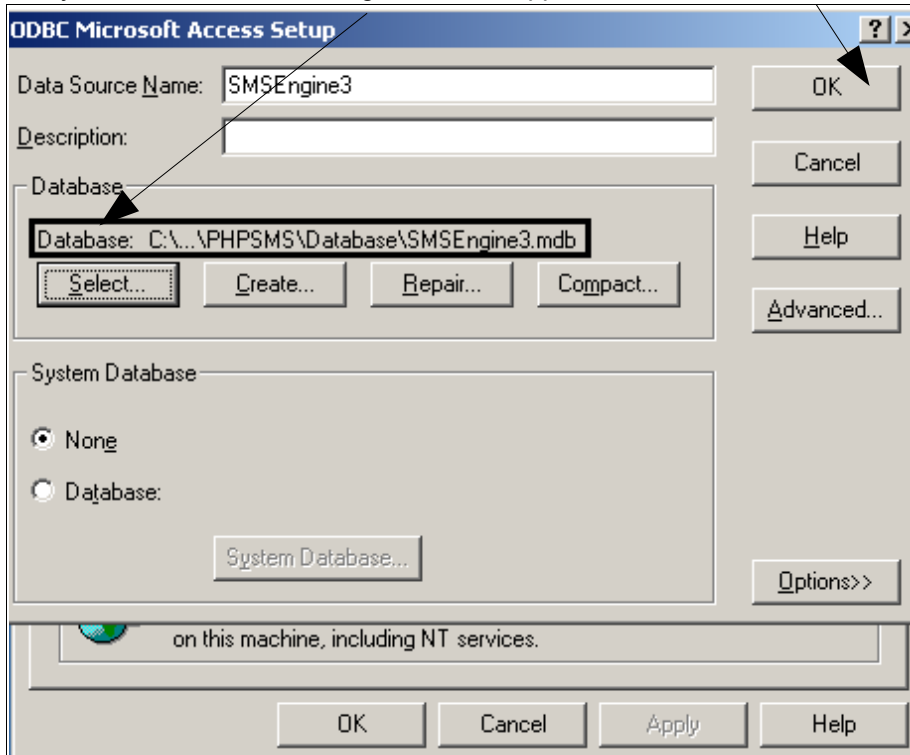 ODBC Microsoft Access Setup
Data Source Name: SMSEngine3
OK
Description:
Cancel
Database
Database: C:\...\PHPSMS\Database\SMSEngine3.mdb
Help
Select... Create... Repair... Compact...
Advanced...
System Database
None
Database:
System Database...
Options>>
on this machine, including NT services.
OK Cancel Apply Help